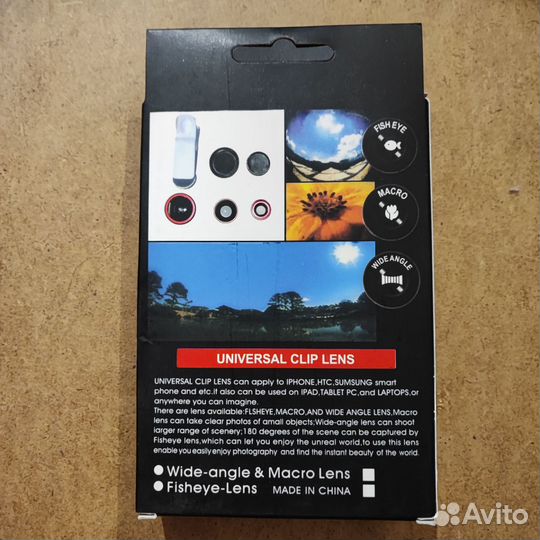 FISH EYE
MACRO
WIDE ANGLE
UNIVERSAL CLIP LENS
UNIVERSAL CLIP LENS can apply to IPHONE,HTC,SUMSUNG smart
phone and etc.it also can be used on IPAD,TABLET PC,and LAPTOPS,or
anywhere you can imagine.
There are lens available:FLSHEYE,MACRO,AND WIDE ANGLE LENS,Macro
lens can take clear photos of amall objects;Wide-angle lens can shoot
larger range of scenery;180 degrees of the scene can be captured by
Fisheye lens,which can let you enjoy the unreal world,to use this lens
enable you easily enjoy photography and find the instant beauty of the world.
Wide-angle & Macro Lens
Fisheye-Lens MADE IN CHINA
Avito